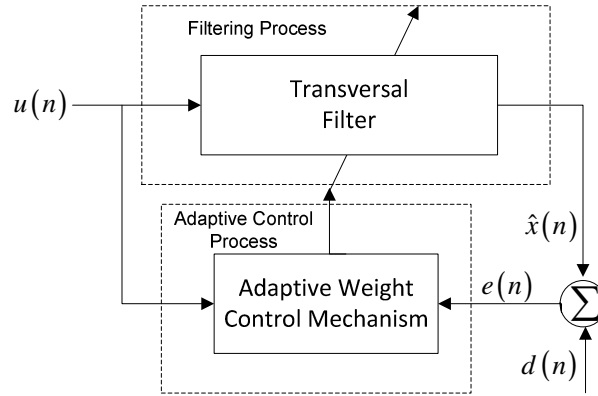 Filtering Process
Transversal
Filter
u(n)
Adaptive Control
Process
x̂(n)
Adaptive Weight
Control Mechanism
e(n)
∑
d(n)